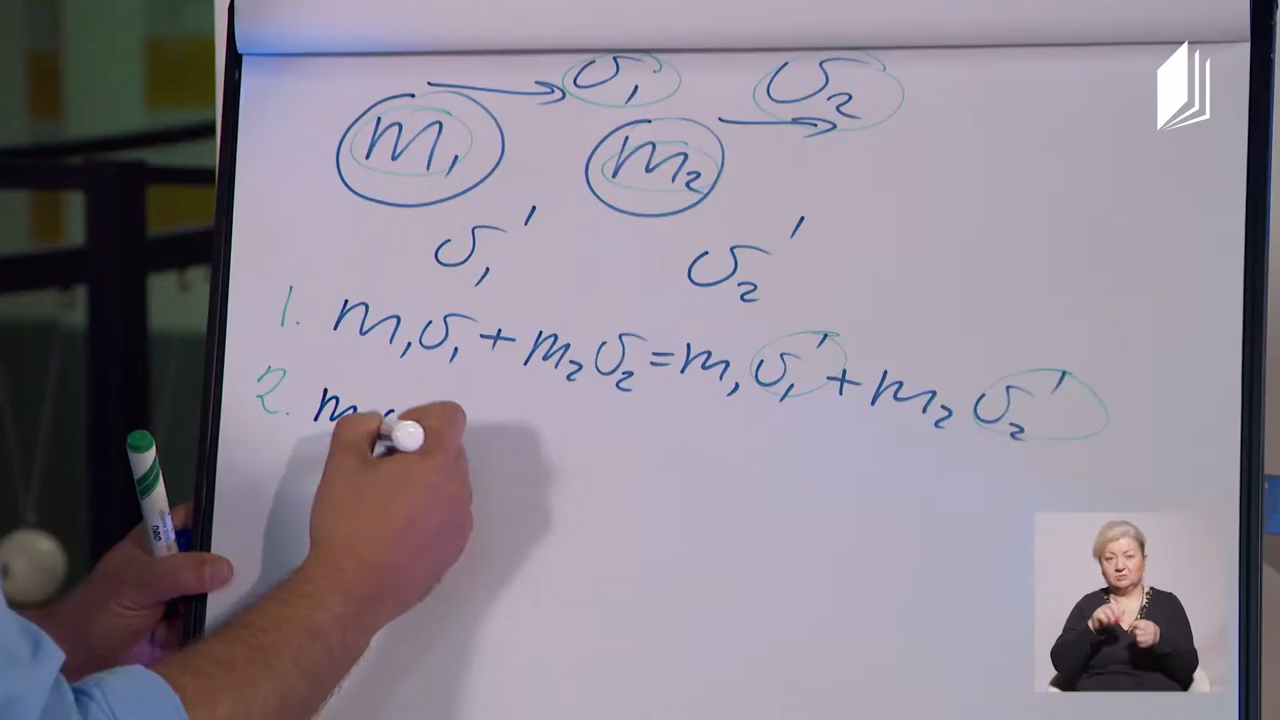 m₁ υ₁ m₂ υ₂
υ₁' υ₂'
1. m₁υ₁ + m₂υ₂ = m₁υ₁' + m₂υ₂'
2. m